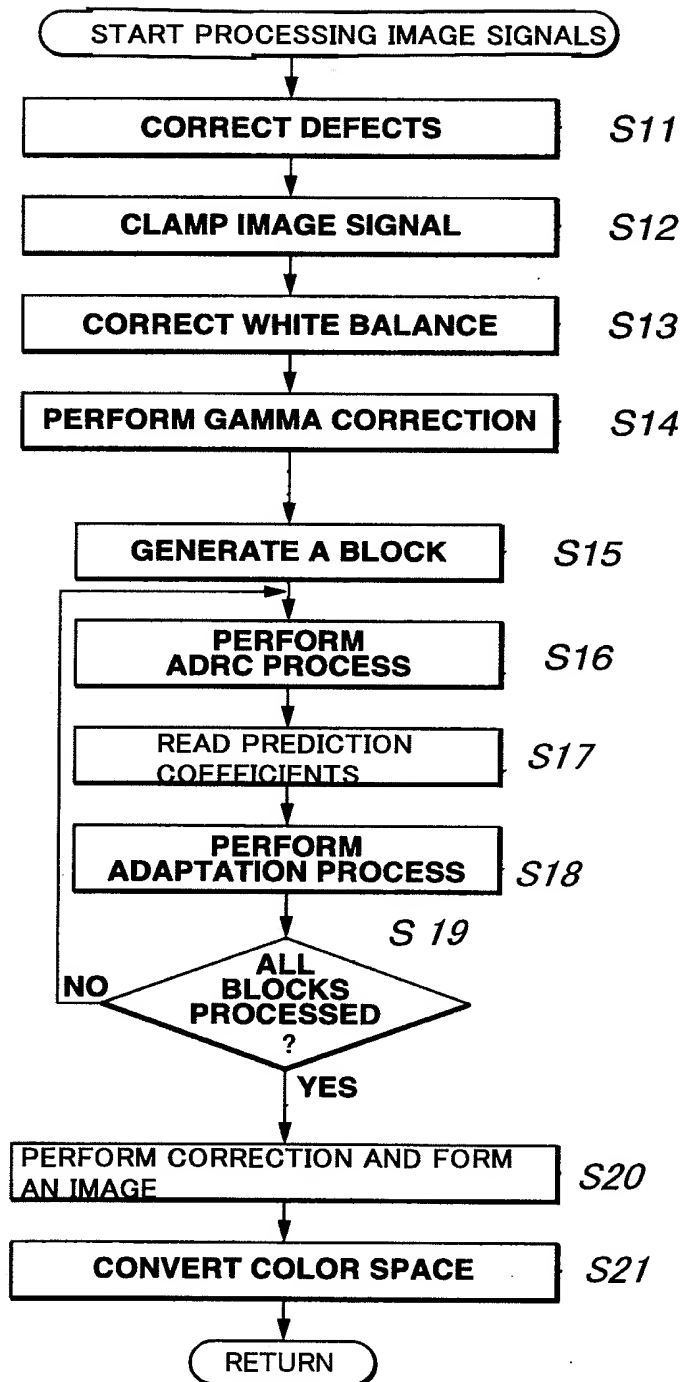 START PROCESSING IMAGE SIGNALS
CORRECT DEFECTS S11
CLAMP IMAGE SIGNAL S12
CORRECT WHITE BALANCE S13
PERFORM GAMMA CORRECTION S14
GENERATE A BLOCK S15
PERFORM
ADRC PROCESS S16
READ PREDICTION
COEFFICIENTS S17
PERFORM
ADAPTATION PROCESS S18
S 19
ALL
BLOCKS
PROCESSED
?
NO
YES
PERFORM CORRECTION AND FORM
AN IMAGE S20
CONVERT COLOR SPACE S21
RETURN